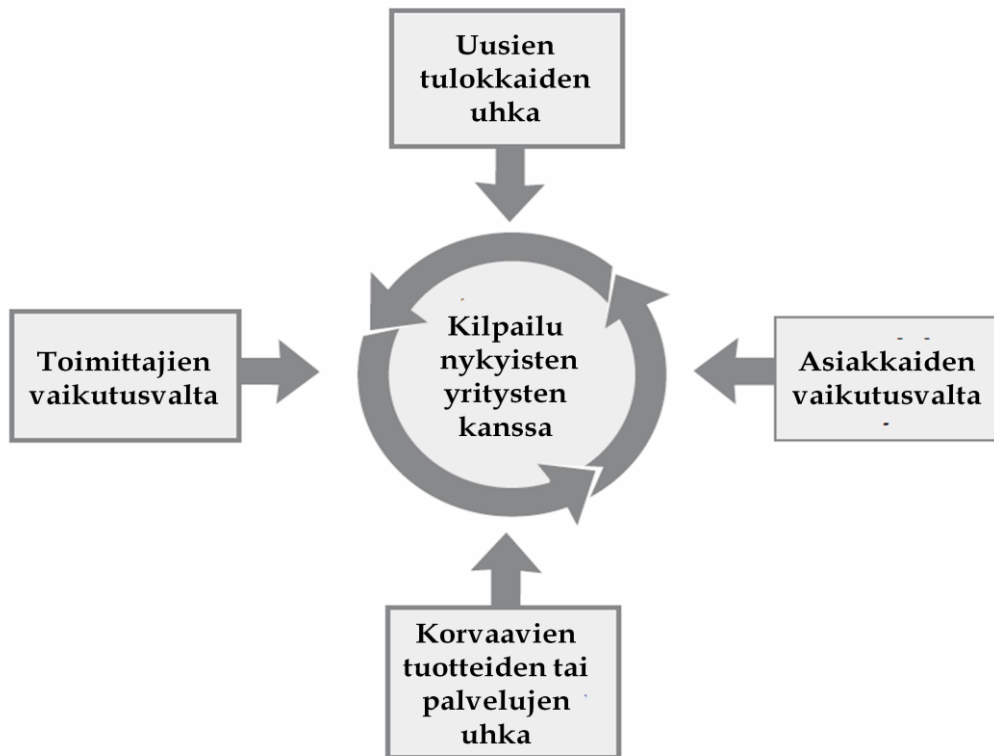 Uusien
tulokkaiden
uhka
Toimittajien
vaikutusvalta
Kilpailu
nykyisten
yritysten
kanssa
Asiakkaiden
vaikutusvalta
Korvaavien
tuotteiden tai
palvelujen
uhka